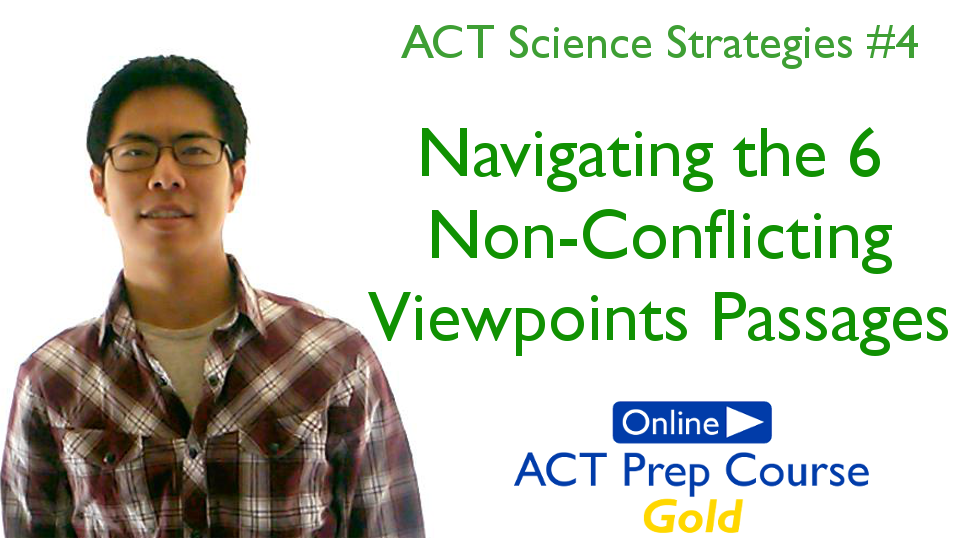 ACT Science Strategies #4
Navigating the 6
Non-Conflicting
Viewpoints Passages
Online
ACT Prep Course
Gold